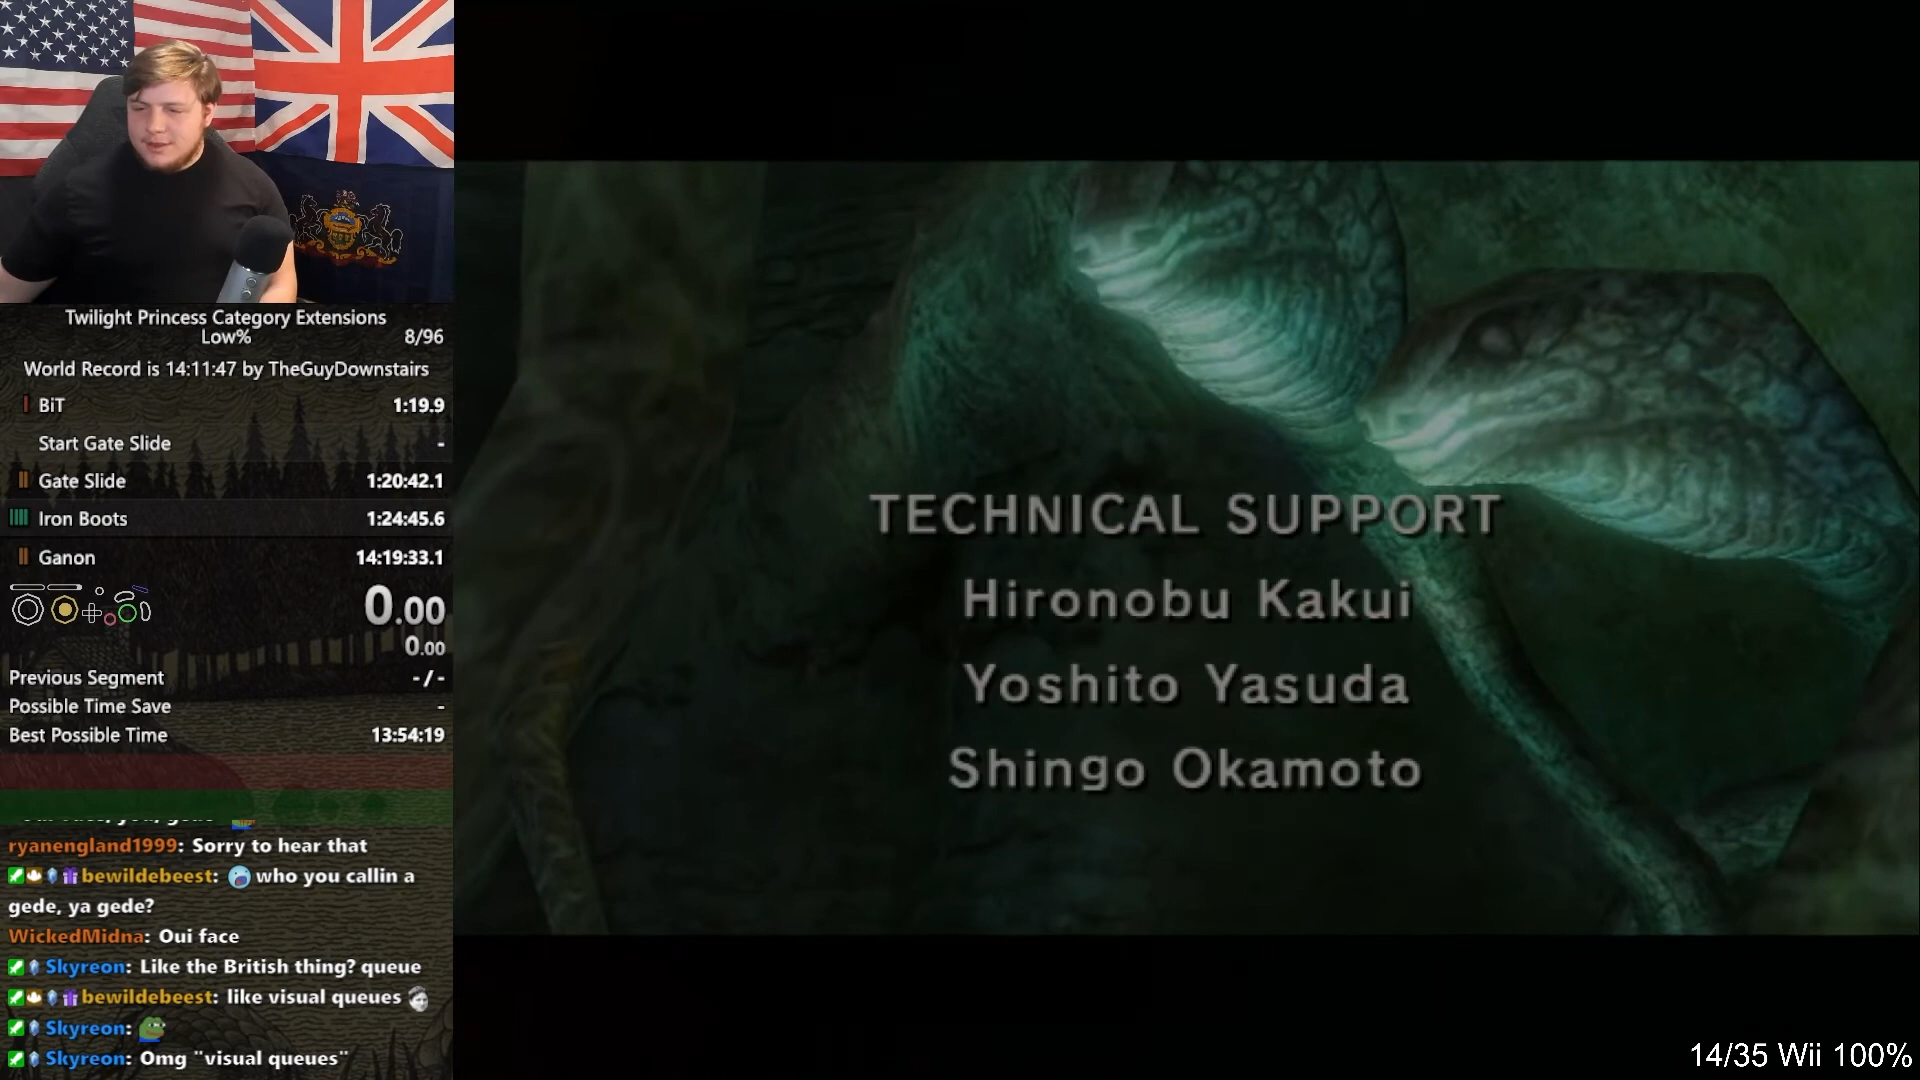 Twilight Princess Category Extensions
Low% 8/96
World Record is 14:11:47 by TheGuyDownstairs
BiT 1:19.9
Start Gate Slide -
Gate Slide 1:20:42.1
Iron Boots 1:24:45.6
Ganon 14:19:33.1
0.00
0.00
Previous Segment - / -
Possible Time Save -
Best Possible Time 13:54:19
ryanengland1999: Sorry to hear that
bewildebeest: who you callin a
gede, ya gede?
WickedMidna: Oui face
Skyreon: Like the British thing? queue
bewildebeest: like visual queues
Skyreon:
Skyreon: Omg "visual queues"
TECHNICAL SUPPORT
Hironobu Kakui
Yoshito Yasuda
Shingo Okamoto
14/35 Wii 100%